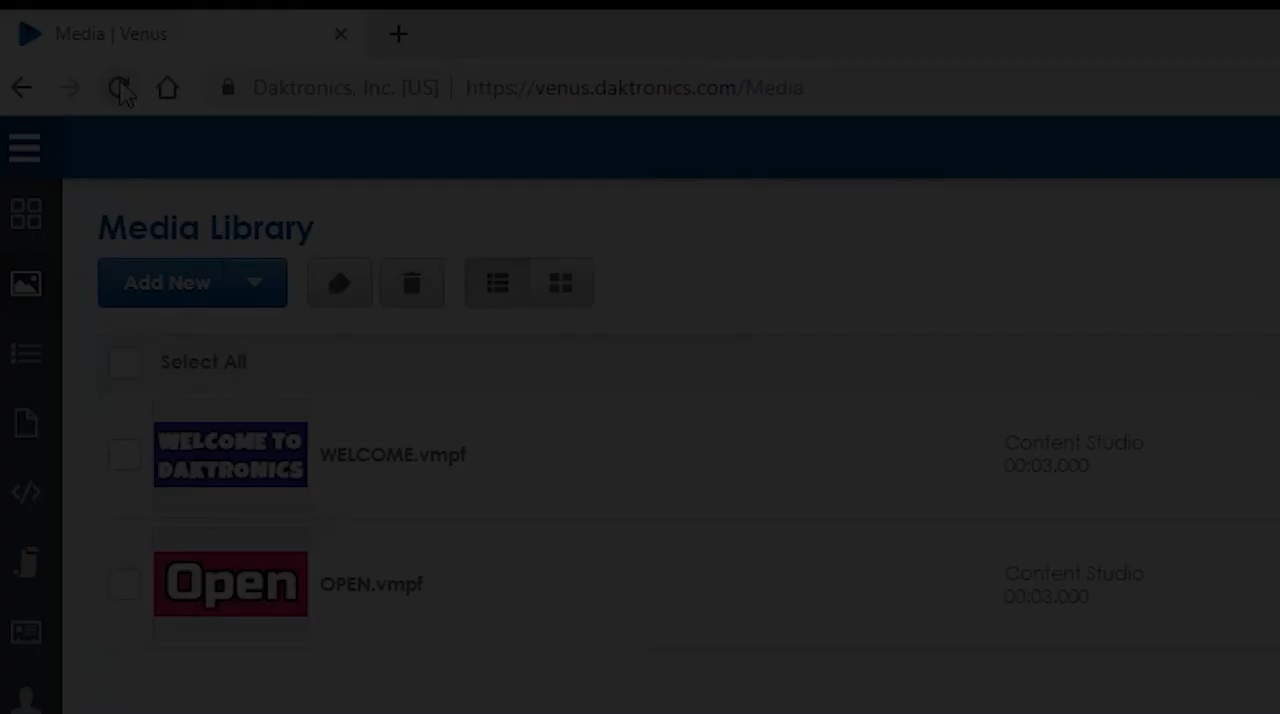 Media | Venus
Daktronics, Inc. [US] | https://venus.daktronics.com/Media
Media Library
Add New
Select All
WELCOME TO
DAKTRONICS
WELCOME.vmpf
Content Studio
00:03.000
Open
OPEN.vmpf
Content Studio
00:03.000